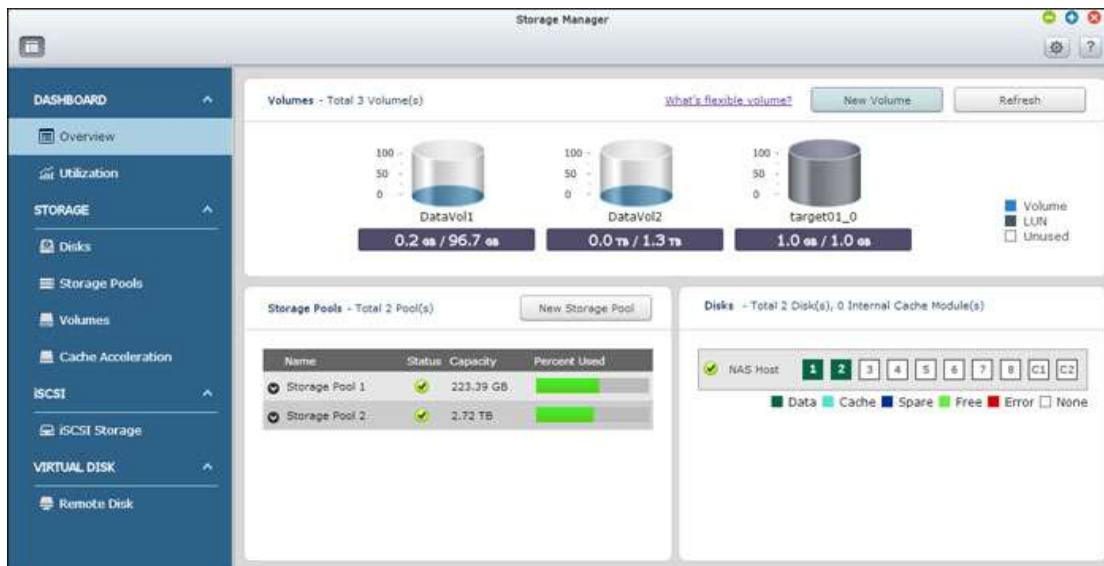 Storage Manager
?
DASHBOARD
Overview
Utilization
STORAGE
Disks
Storage Pools
Volumes
Cache Acceleration
iSCSI
iSCSI Storage
VIRTUAL DISK
Remote Disk
Volumes - Total 3 Volume(s)
What's flexible volume?
New Volume
Refresh
100
50
0
DataVol1
0.2 GB / 96.7 GB
100
50
0
DataVol2
0.0 TB / 1.3 TB
100
50
0
target01_0
1.0 GB / 1.0 GB
Volume
LUN
Unused
Storage Pools - Total 2 Pool(s)
New Storage Pool
Name Status Capacity Percent Used
Storage Pool 1 223.39 GB
Storage Pool 2 2.72 TB
Disks - Total 2 Disk(s), 0 Internal Cache Module(s)
NAS Host 1 2 3 4 5 6 7 8 C1 C2
Data Cache Spare Free Error None